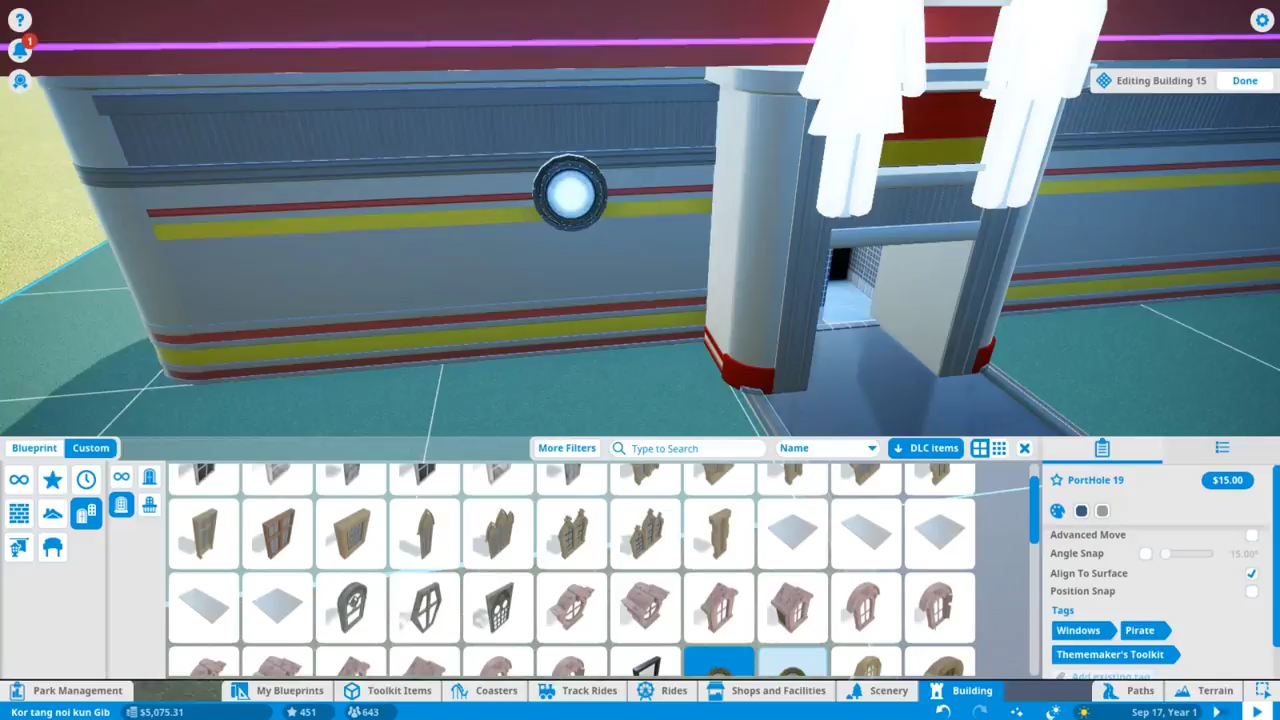 ?
1
Editing Building 15
Done
Blueprint
Custom
More Filters
Type to Search
Name
DLC items
PortHole 19
$15.00
Advanced Move
Angle Snap
15.00°
Align To Surface
Position Snap
Tags
Windows
Pirate
Thememaker's Toolkit
Add existing tag
Park Management
My Blueprints
Toolkit Items
Coasters
Track Rides
Rides
Shops and Facilities
Scenery
Building
Paths
Terrain
Kor tang noi kun Gib
$5,075.31
451
643
Sep 17, Year 1